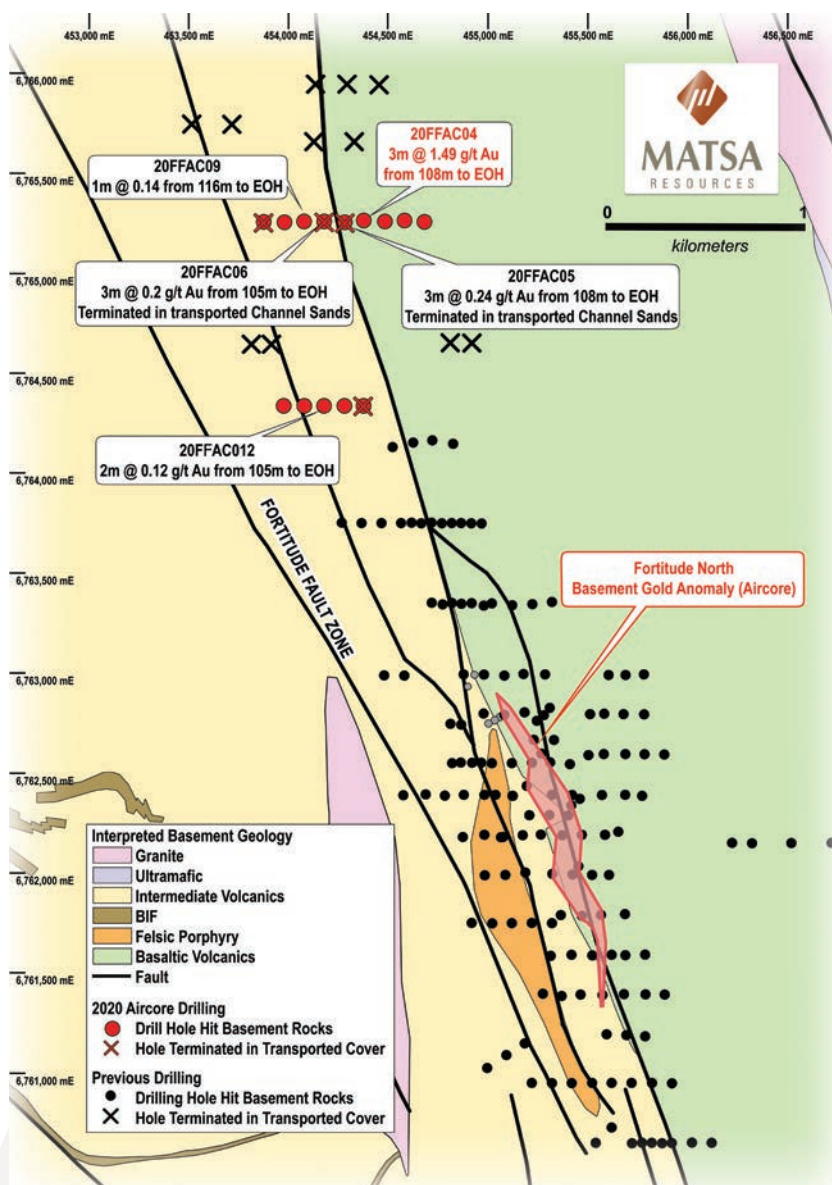 453,000 mE
453,500 mE
454,000 mE
454,500 mE
455,000 mE
455,500 mE
456,000 mE
456,500 mE
6,766,000 mE
MATSA
RESOURCES
20FFAC04
3m @ 1.49 g/t Au
from 108m to EOH
20FFAC09
1m @ 0.14 from 116m to EOH
6,765,500 mE
0
1
kilometers
6,765,000 mE
20FFAC06
3m @ 0.2 g/t Au from 105m to EOH
Terminated in transported Channel Sands
20FFAC05
3m @ 0.24 g/t Au from 108m to EOH
Terminated in transported Channel Sands
6,764,500 mE
20FFAC012
2m @ 0.12 g/t Au from 105m to EOH
6,764,000 mE
FORTITUDE FAULT ZONE
6,763,500 mE
Fortitude North
Basement Gold Anomaly (Aircore)
6,763,000 mE
6,762,500 mE
6,762,000 mE
6,761,500 mE
6,761,000 mE
Interpreted Basement Geology
Granite
Ultramafic
Intermediate Volcanics
BIF
Felsic Porphyry
Basaltic Volcanics
Fault
2020 Aircore Drilling
Drill Hole Hit Basement Rocks
Hole Terminated in Transported Cover
Previous Drilling
Drilling Hole Hit Basement Rocks
Hole Terminated in Transported Cover